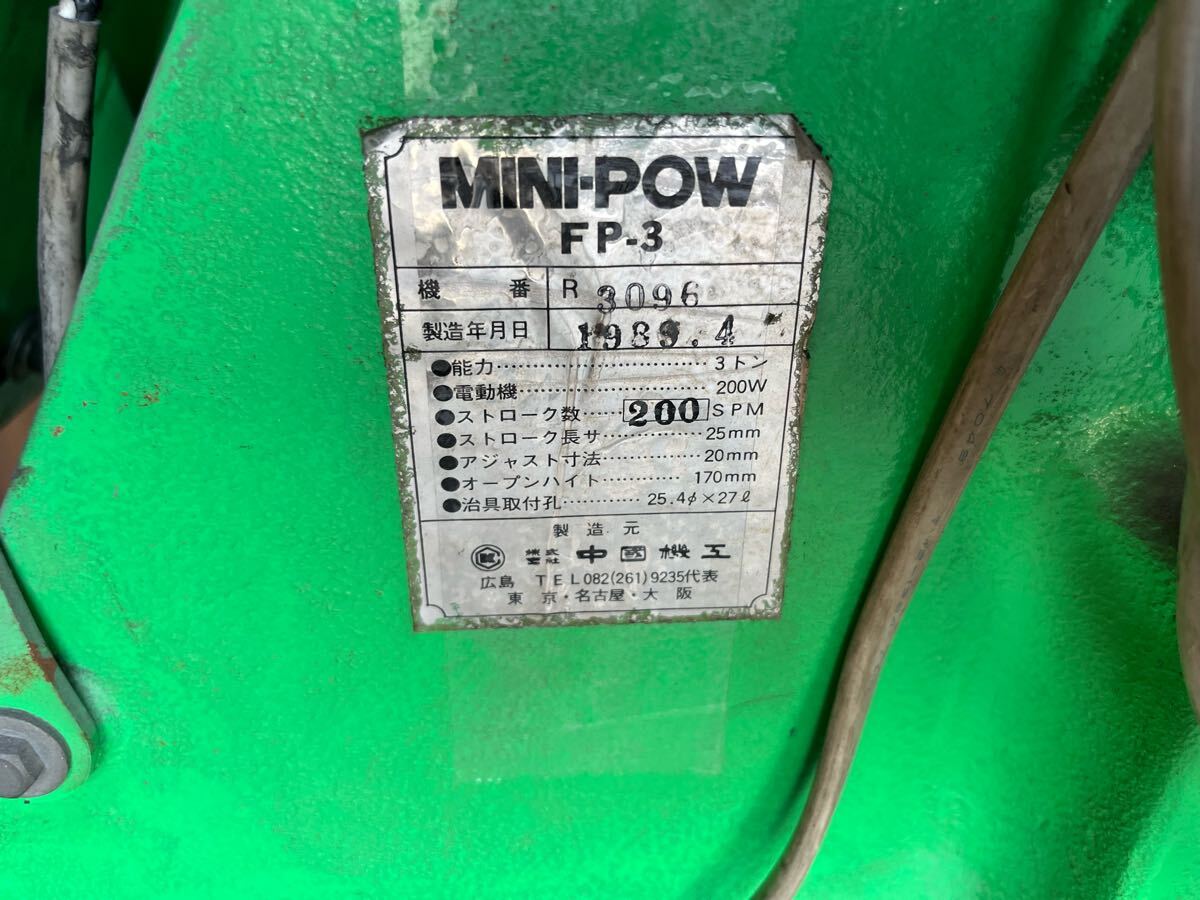 MINI-POW
FP-3
機 番 R 3096
製造年月日 1989.4
●能力 3トン
●電動機 200W
●ストローク数 200 SPM
●ストローク長サ 25mm
●アジャスト寸法 20mm
●オープンハイト 170mm
●治具取付孔 25.4φ×27ℓ
製造元
株式会社 中國機工
広島 TEL082(261)9235代表
東京・名古屋・大阪